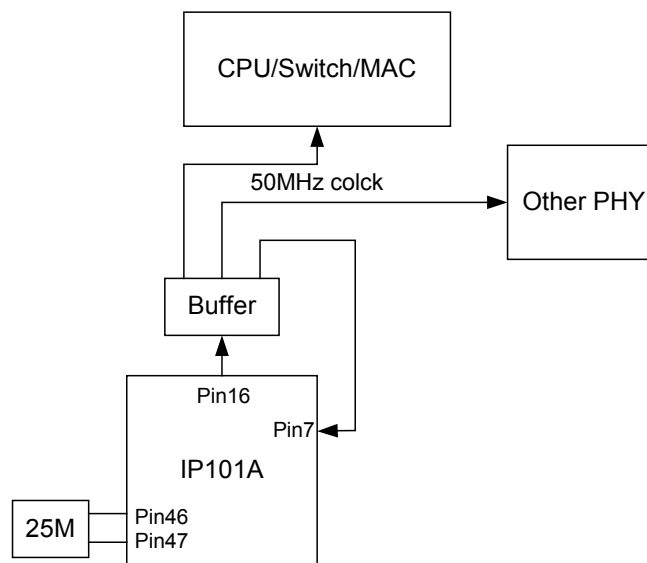 CPU/Switch/MAC
50MHz colck
Other PHY
Buffer
Pin16
Pin7
IP101A
25M
Pin46
Pin47